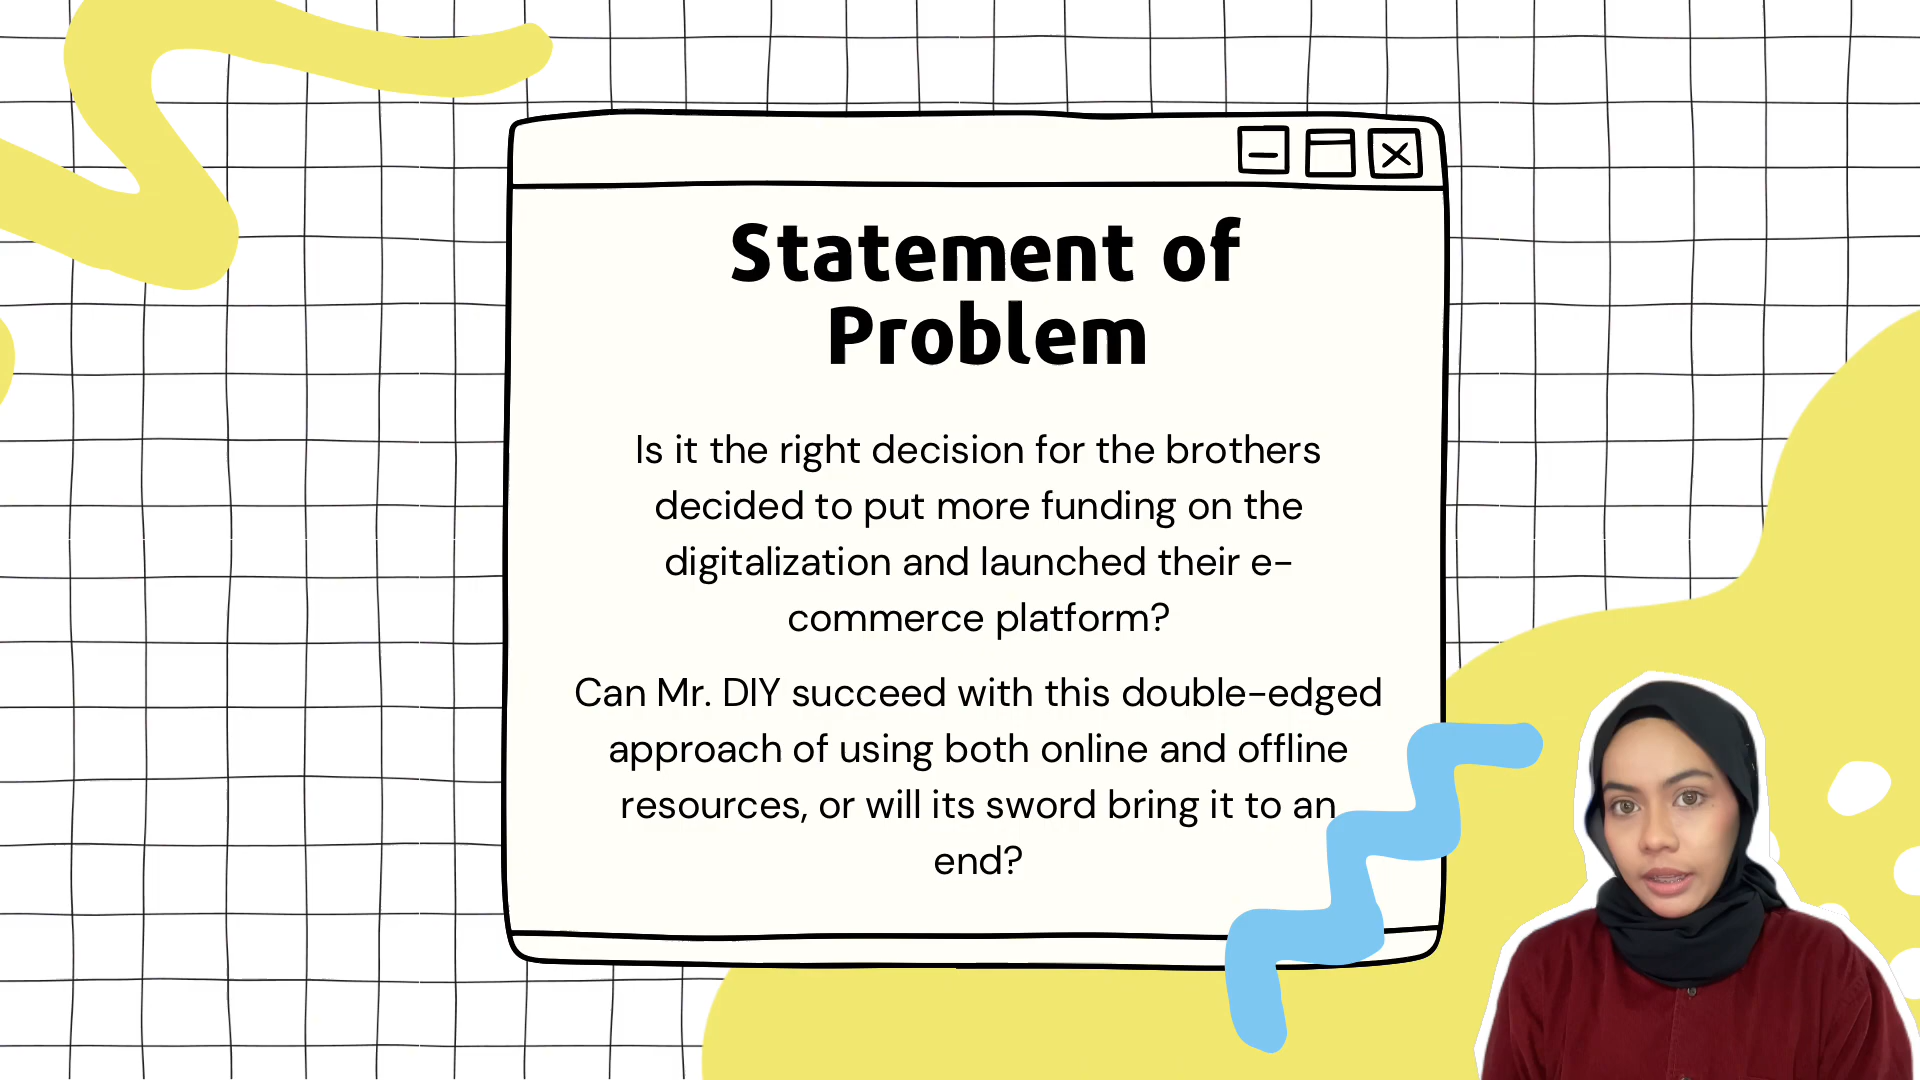 Statement of
Problem
Is it the right decision for the brothers
decided to put more funding on the
digitalization and launched their e-
commerce platform?
Can Mr. DIY succeed with this double-edged
approach of using both online and offline
resources, or will its sword bring it to an
end?